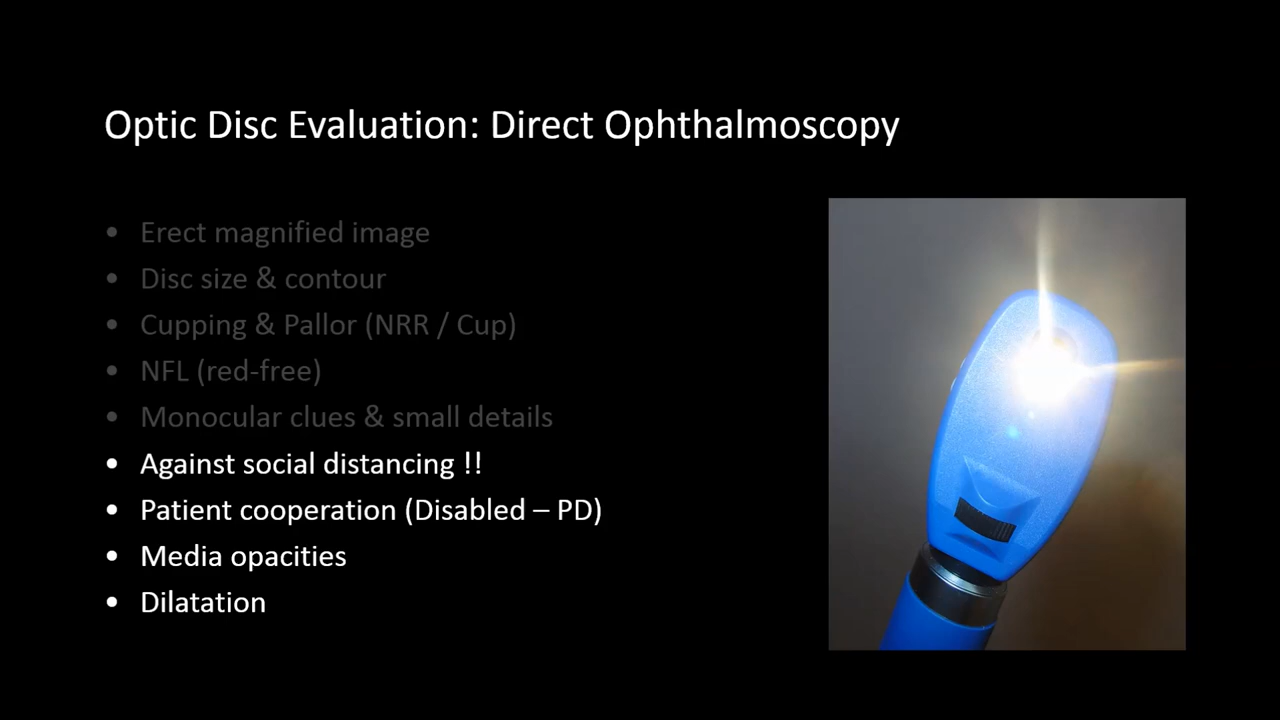 Optic Disc Evaluation: Direct Ophthalmoscopy
• Erect magnified image
• Disc size & contour
• Cupping & Pallor (NRR / Cup)
• NFL (red-free)
• Monocular clues & small details
• Against social distancing !!
• Patient cooperation (Disabled – PD)
• Media opacities
• Dilatation